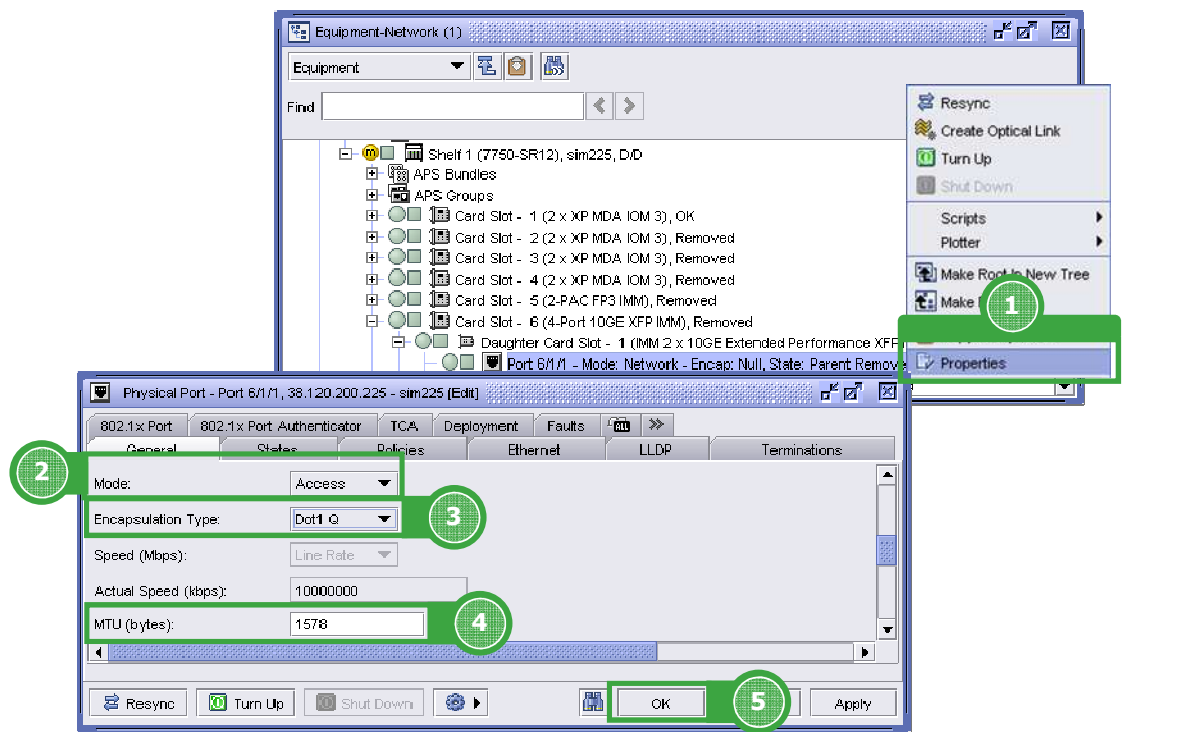 Equipment-Network (1)
Equipment
Find
Shelf 1 (7750-SR12), sim225, D/D
APS Bundles
APS Groups
Card Slot - 1 (2 x XP MDA IOM 3), OK
Card Slot - 2 (2 x XP MDA IOM 3), Removed
Card Slot - 3 (2 x XP MDA IOM 3), Removed
Card Slot - 4 (2 x XP MDA IOM 3), Removed
Card Slot - 5 (2-PAC FP3 IMM), Removed
Card Slot - 6 (4-Port 10GE XFP IMM), Removed
Daughter Card Slot - 1 (IMM 2 x 10GE Extended Performance XFP
Port 6/1/1 - Mode: Network - Encap: Null, State: Parent Remove
Resync
Create Optical Link
Turn Up
Shut Down
Scripts
Plotter
Make Root In New Tree
Make
1
Properties
Physical Port - Port 6/1/1, 38.120.200.225 - sim225 [Edit]
802.1x Port 802.1x Port Authenticator TCA Deployment Faults ALL
General States Policies Ethernet LLDP Terminations
2
Mode: Access
Encapsulation Type: Dot1 Q
3
Speed (Mbps): Line Rate
Actual Speed (kbps): 10000000
MTU (bytes): 1578
4
Resync Turn Up Shut Down OK 5 Apply